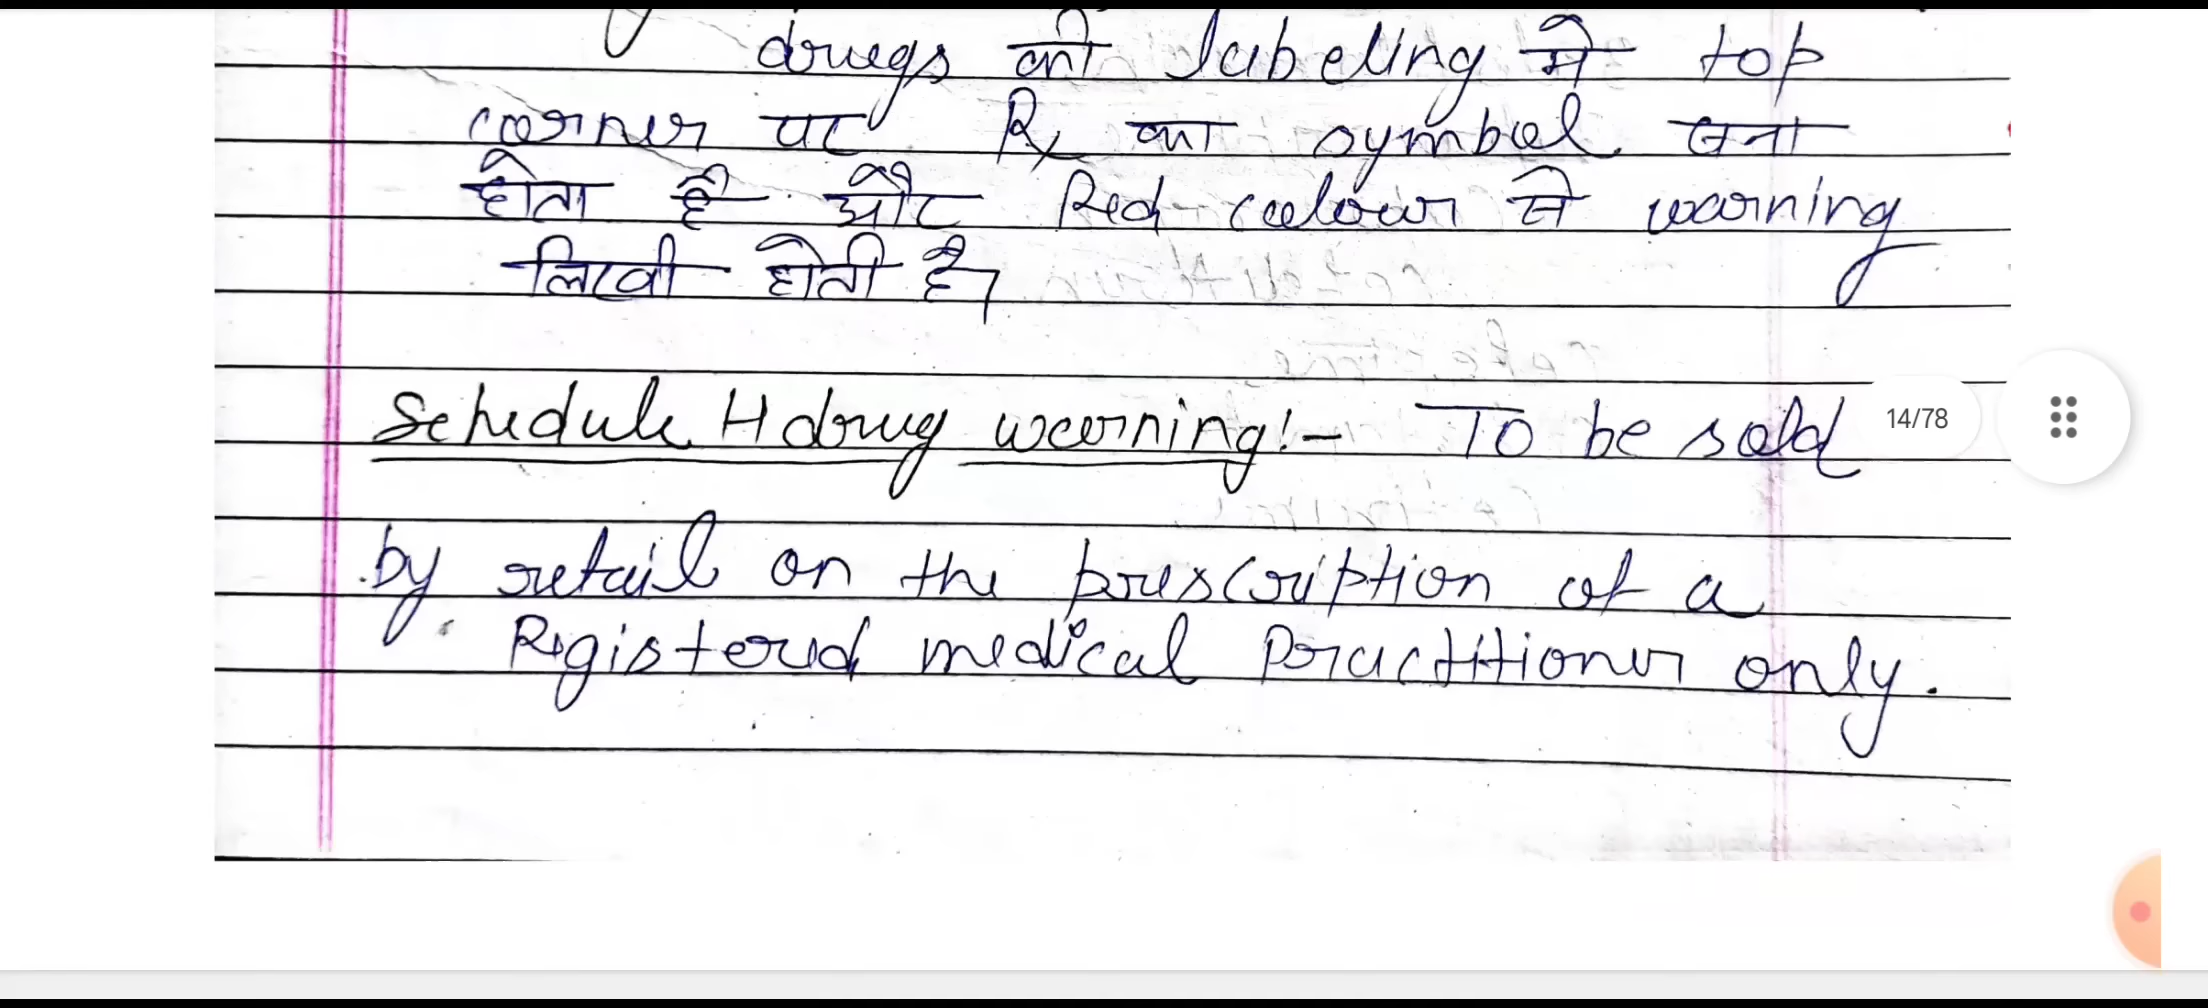 drugs की labeling मे top
corner पर Rx का symbol बना
होता है और Red colour से warning
लिखी होती है।
Schedule H drug warning:- To be sold
14/78
by retail on the prescription of a
Registered medical Practitioner only.